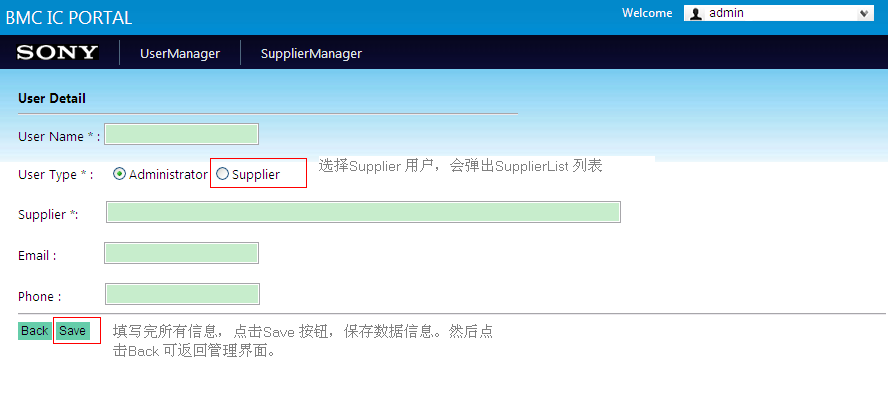 BMC IC PORTAL
Welcome admin
SONY UserManager SupplierManager
User Detail
User Name * :
User Type * : Administrator Supplier 选择Supplier 用户，会弹出SupplierList 列表
Supplier *:
Email :
Phone :
Back Save 填写完所有信息，点击Save 按钮，保存数据信息。然后点
击Back 可返回管理界面。